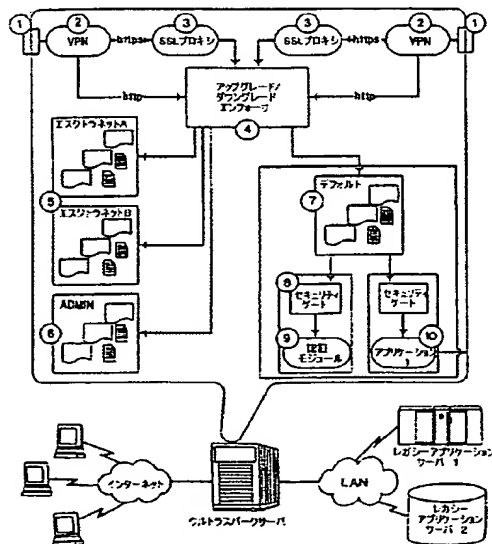 1 2 3 3 2 1
VPN https SSLプロキシ SSLプロキシ https VPN
http http
アップグレード/
ダウングレード
エンフォーサ
4
エクストラネットA
5
エクストラネットB
6
ADMIN
7
デフォルト
8
セキュリティ
ゲート
セキュリティ
ゲート
9
認証
モジュール
10
アプリケーション
1
インターネット
ウルトラスパークサーバ
LAN
レガシーアプリケーション
サーバ 1
レガシー
アプリケーション
サーバ 2